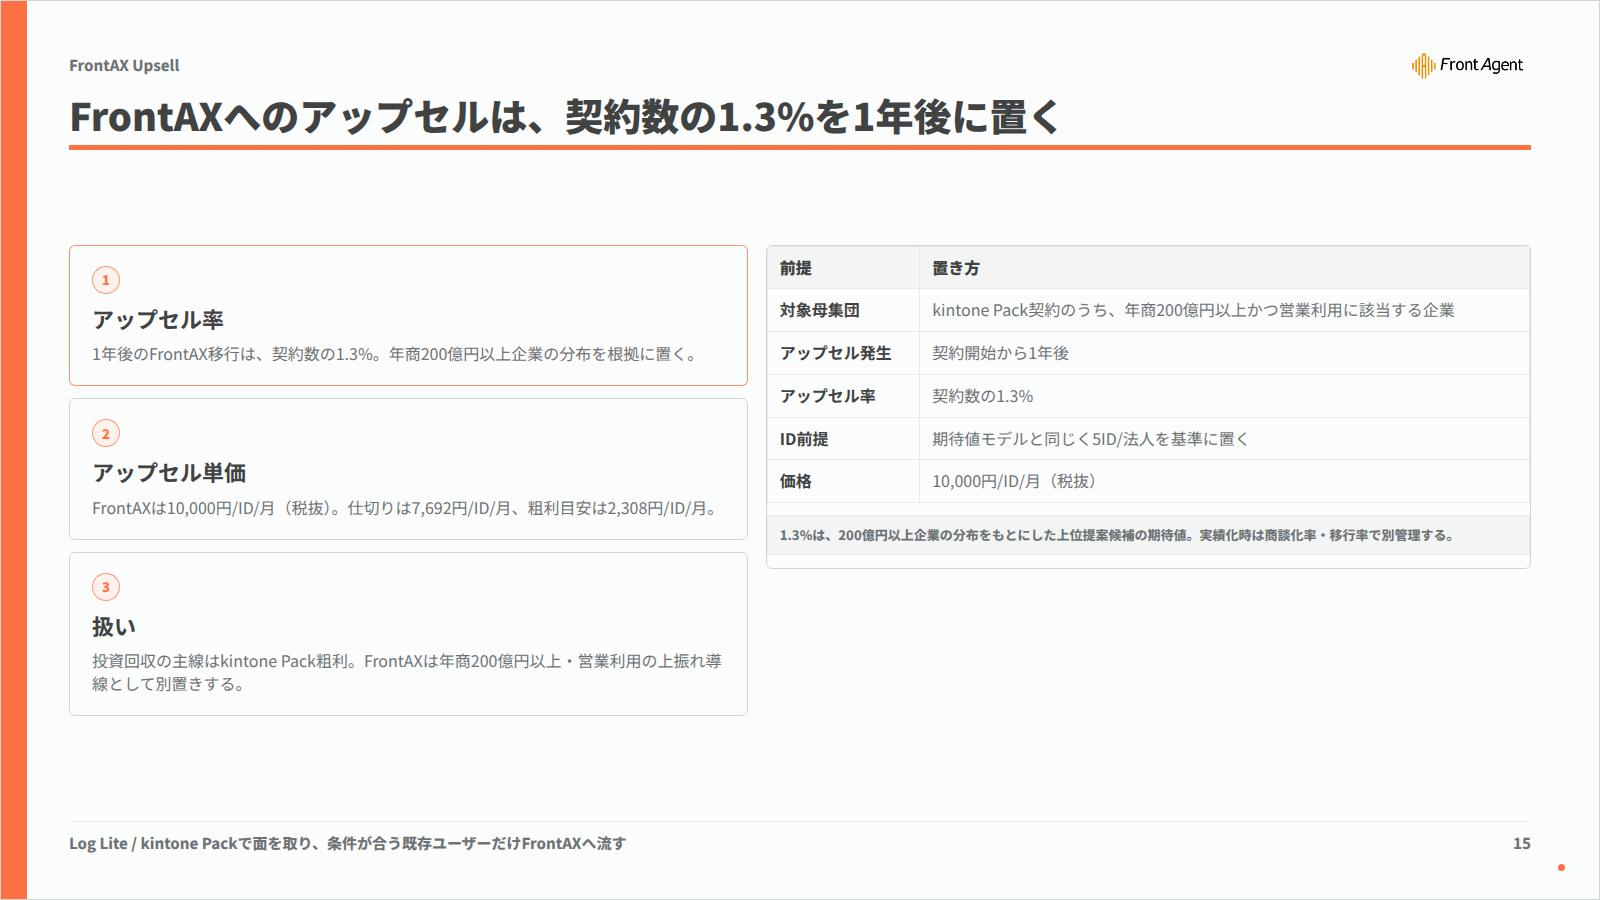 FrontAX Upsell
Front Agent
FrontAXへのアップセルは、契約数の1.3%を1年後に置く
1
アップセル率
1年後のFrontAX移行は、契約数の1.3%。年商200億円以上企業の分布を根拠に置く。
2
アップセル単価
FrontAXは10,000円/ID/月（税抜）。仕切りは7,692円/ID/月、粗利目安は2,308円/ID/月。
3
扱い
投資回収の主線はkintone Pack粗利。FrontAXは年商200億円以上・営業利用の上振れ導
線として別置きする。
前提 置き方
対象母集団 kintone Pack契約のうち、年商200億円以上かつ営業利用に該当する企業
アップセル発生 契約開始から1年後
アップセル率 契約数の1.3%
ID前提 期待値モデルと同じく5ID/法人を基準に置く
価格 10,000円/ID/月（税抜）
1.3%は、200億円以上企業の分布をもとにした上位提案候補の期待値。実績化時は商談化率・移行率で別管理する。
Log Lite / kintone Packで面を取り、条件が合う既存ユーザーだけFrontAXへ流す
15